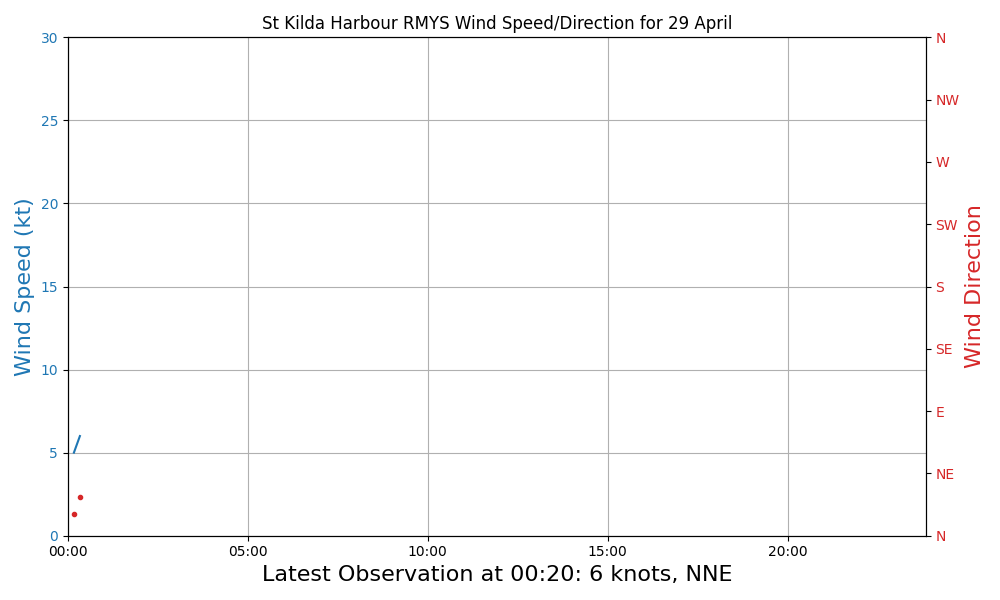 St Kilda Harbour RMYS Wind Speed/Direction for 29 April
30
25
20
15
10
5
0
Wind Speed (kt)
N
NW
W
SW
S
SE
E
NE
N
Wind Direction
00:00
05:00
10:00
15:00
20:00
Latest Observation at 00:20: 6 knots, NNE